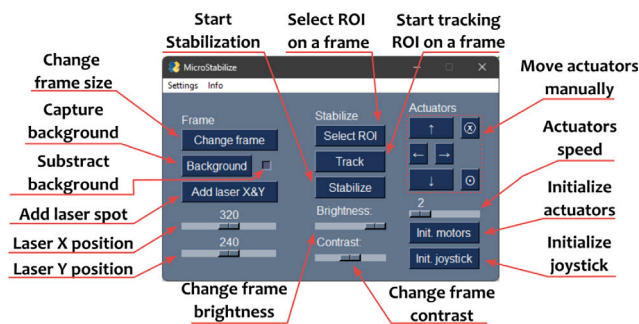 Start
Stabilization
Select ROI
on a frame
Start tracking
ROI on a frame
Change
frame size
Capture
background
Substract
background
Add laser spot
Laser X position
Laser Y position
MicroStabilize
Settings Info
Frame
Change frame
Background
Add laser X&Y
320
240
Stabilize
Select ROI
Track
Stabilize
Brightness:
Contrast:
Actuators
↑
ⓧ
← →
↓
⊙
2
Init. motors
Init. joystick
Move actuators
manually
Actuators
speed
Initialize
actuators
Initialize
joystick
Change frame
brightness
Change frame
contrast